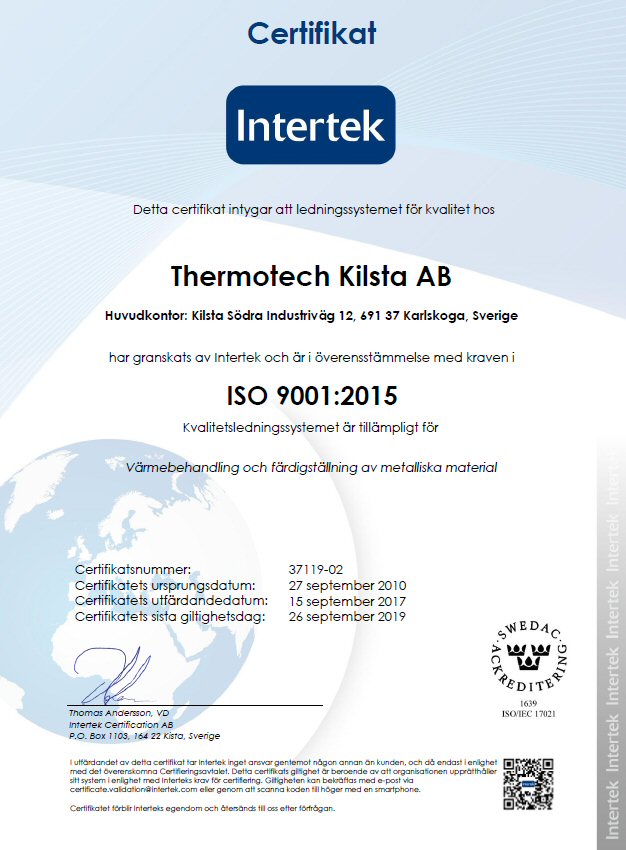 Certifikat
Intertek
Detta certifikat intygar att ledningssystemet för kvalitet hos
Thermotech Kilsta AB
Huvudkontor: Kilsta Södra Industriväg 12, 691 37 Karlskoga, Sverige
har granskats av Intertek och är i överensstämmelse med kraven i
ISO 9001:2015
Kvalitetsledningssystemet är tillämpligt för
Värmebehandling och färdigställning av metalliska material
Certifikatsnummer: 37119-02
Certifikatets ursprungsdatum: 27 september 2010
Certifikatets utfärdandedatum: 15 september 2017
Certifikatets sista giltighetsdag: 26 september 2019
Thomas Andersson, VD
Intertek Certification AB
P.O. Box 1103, 164 22 Kista, Sverige
SWEDAC
ACKREDITERING
1639
ISO/IEC 17021
I utfärdandet av detta certifikat tar Intertek inget ansvar gentemot någon annan än kunden, och då endast i enlighet
med det överenskomna Certifieringsavtalet. Detta certifikats giltighet är beroende av att organisationen upprätthåller
sitt system i enlighet med Interteks krav för certifiering. Giltigheten kan bekräftas med e-post via
certificate.validation@intertek.com eller genom att scanna koden till höger med en smartphone.
Certifikatet förblir Interteks egendom och återsänds till oss efter förfrågan.
Intertek Intertek Intertek Intertek Intertek